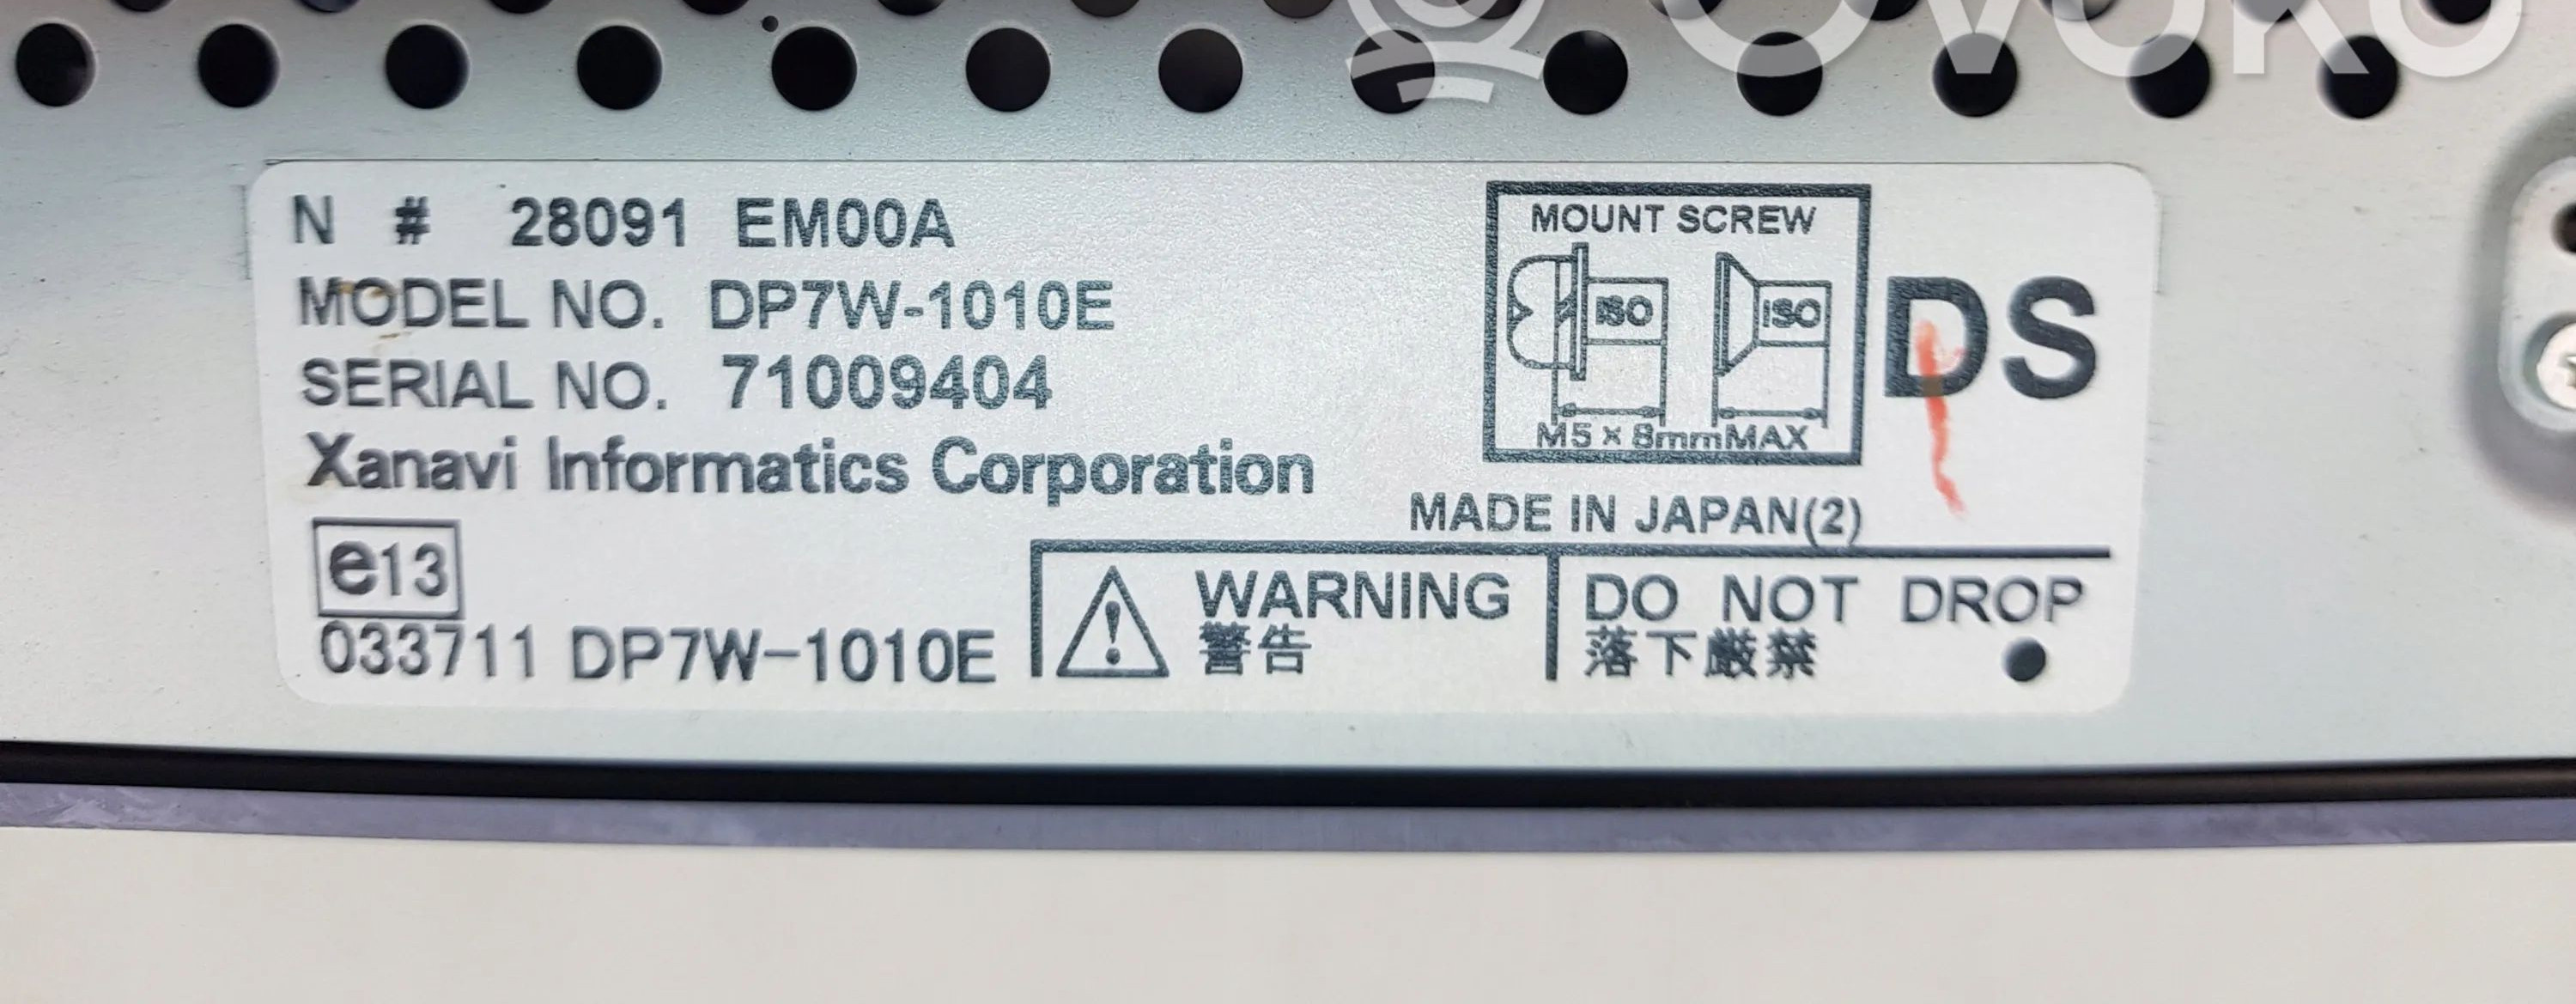 OVOKO
N # 28091 EM00A
MODEL NO. DP7W-1010E
SERIAL NO. 71009404
Xanavi Informatics Corporation
e13
033711 DP7W-1010E
MOUNT SCREW
ISO ISO
M5×8mmMAX
DS
MADE IN JAPAN(2)
WARNING
警告
DO NOT DROP
落下厳禁